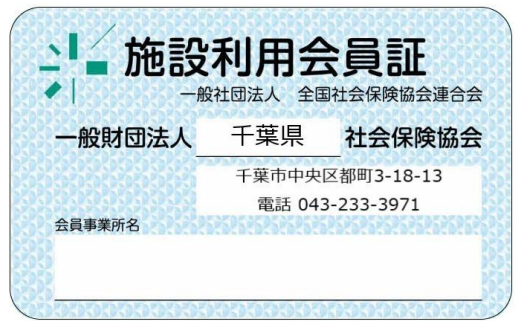 施設利用会員証
一般社団法人　全国社会保険協会連合会
一般財団法人 千葉県 社会保険協会
千葉市中央区都町3-18-13
電話 043-233-3971
会員事業所名